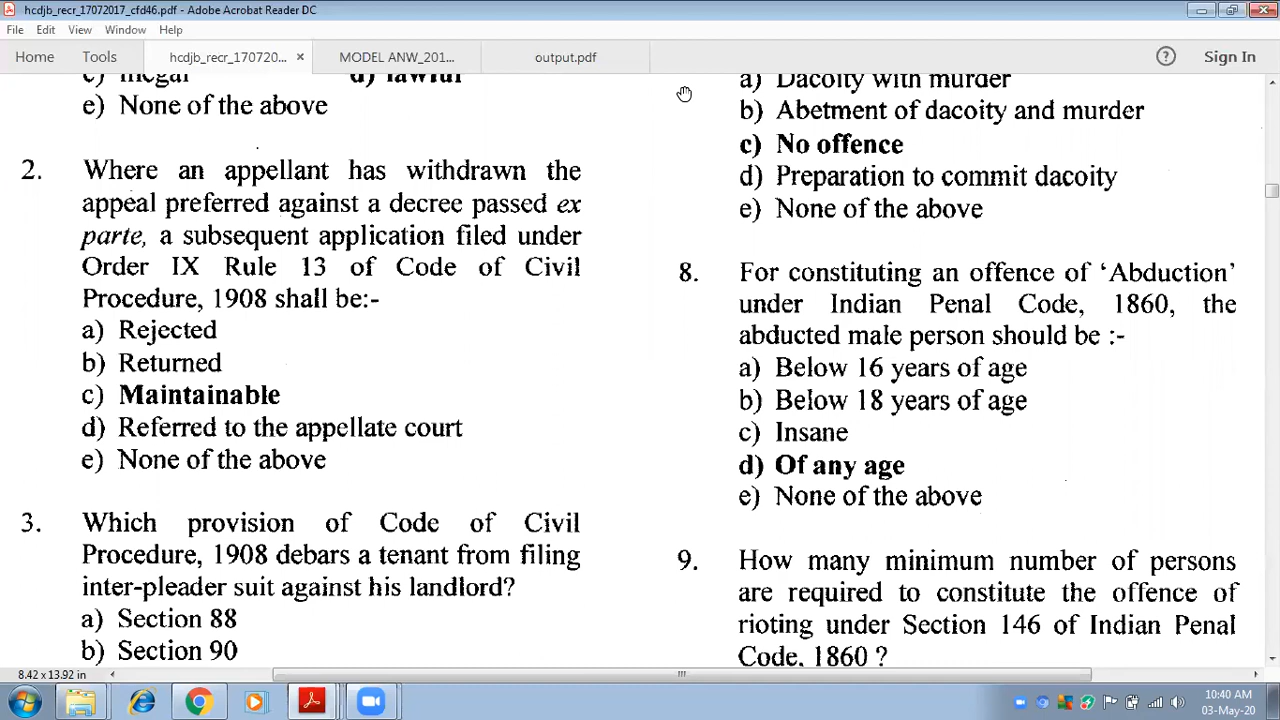 hcdjb_recr_17072017_cfd46.pdf - Adobe Acrobat Reader DC
File Edit View Window Help
Home Tools hcdjb_recr_170720... × MODEL ANW_201... output.pdf ? Sign In
c) illegal d) lawful
e) None of the above
2. Where an appellant has withdrawn the
appeal preferred against a decree passed ex
parte, a subsequent application filed under
Order IX Rule 13 of Code of Civil
Procedure, 1908 shall be:-
a) Rejected
b) Returned
c) Maintainable
d) Referred to the appellate court
e) None of the above
3. Which provision of Code of Civil
Procedure, 1908 debars a tenant from filing
inter-pleader suit against his landlord?
a) Section 88
b) Section 90
a) Dacoity with murder
b) Abetment of dacoity and murder
c) No offence
d) Preparation to commit dacoity
e) None of the above
8. For constituting an offence of ‘Abduction’
under Indian Penal Code, 1860, the
abducted male person should be :-
a) Below 16 years of age
b) Below 18 years of age
c) Insane
d) Of any age
e) None of the above
9. How many minimum number of persons
are required to constitute the offence of
rioting under Section 146 of Indian Penal
Code, 1860 ?
8.42 x 13.92 in
10:40 AM
03-May-20